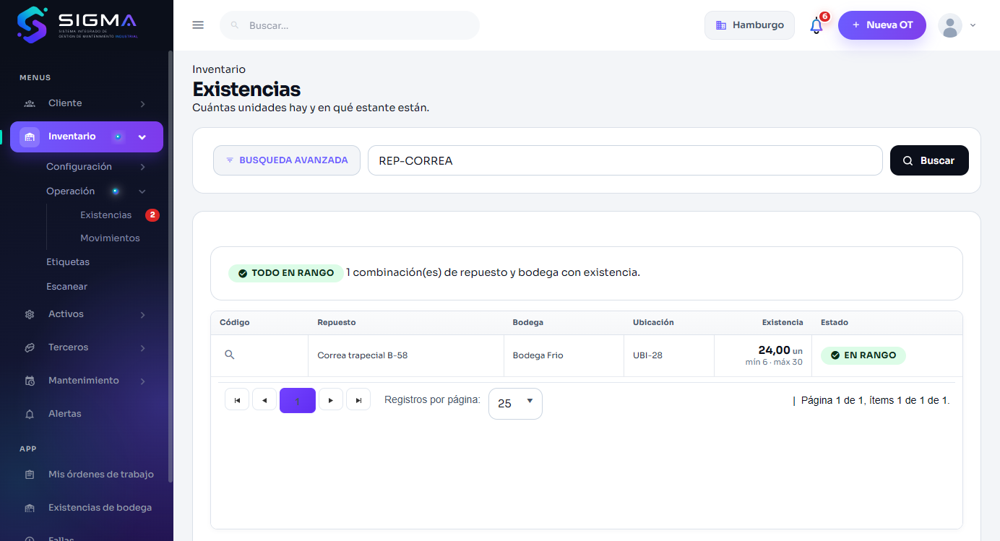 SIGMA
SISTEMA INTEGRADO DE
GESTIÓN DE MANTENIMIENTO INDUSTRIAL
Buscar...
Hamburgo
6
+ Nueva OT
MENUS
Cliente
Inventario
Configuración
Operación
Existencias 2
Movimientos
Etiquetas
Escanear
Activos
Terceros
Mantenimiento
Alertas
APP
Mis órdenes de trabajo
Existencias de bodega
Fallas
Inventario
Existencias
Cuántas unidades hay y en qué estante están.
BUSQUEDA AVANZADA
REP-CORREA
Buscar
TODO EN RANGO 1 combinación(es) de repuesto y bodega con existencia.
Código Repuesto Bodega Ubicación Existencia Estado
Correa trapecial B-58 Bodega Frio UBI-28 24,00 un EN RANGO
mín 6 · máx 30
1 Registros por página: 25 | Página 1 de 1, ítems 1 de 1 de 1.